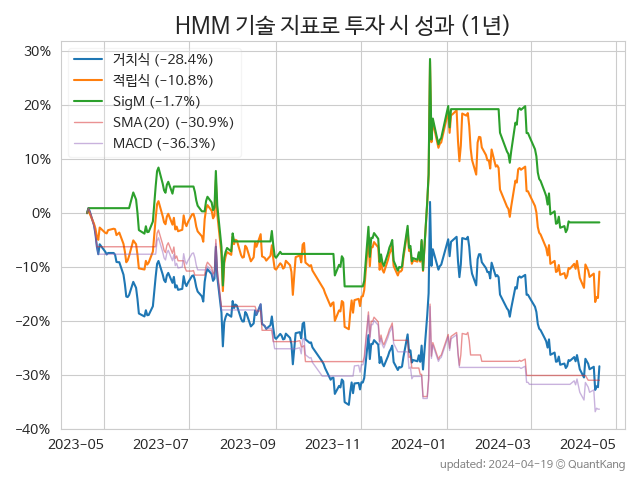 HMM 기술 지표로 투자 시 성과 (1년)
30%
20%
10%
0%
−10%
−20%
−30%
−40%
거치식 (−28.4%)
적립식 (−10.8%)
SigM (−1.7%)
SMA(20) (−30.9%)
MACD (−36.3%)
2023-05 2023-07 2023-09 2023-11 2024-01 2024-03 2024-05
updated: 2024-04-19 © QuantKang